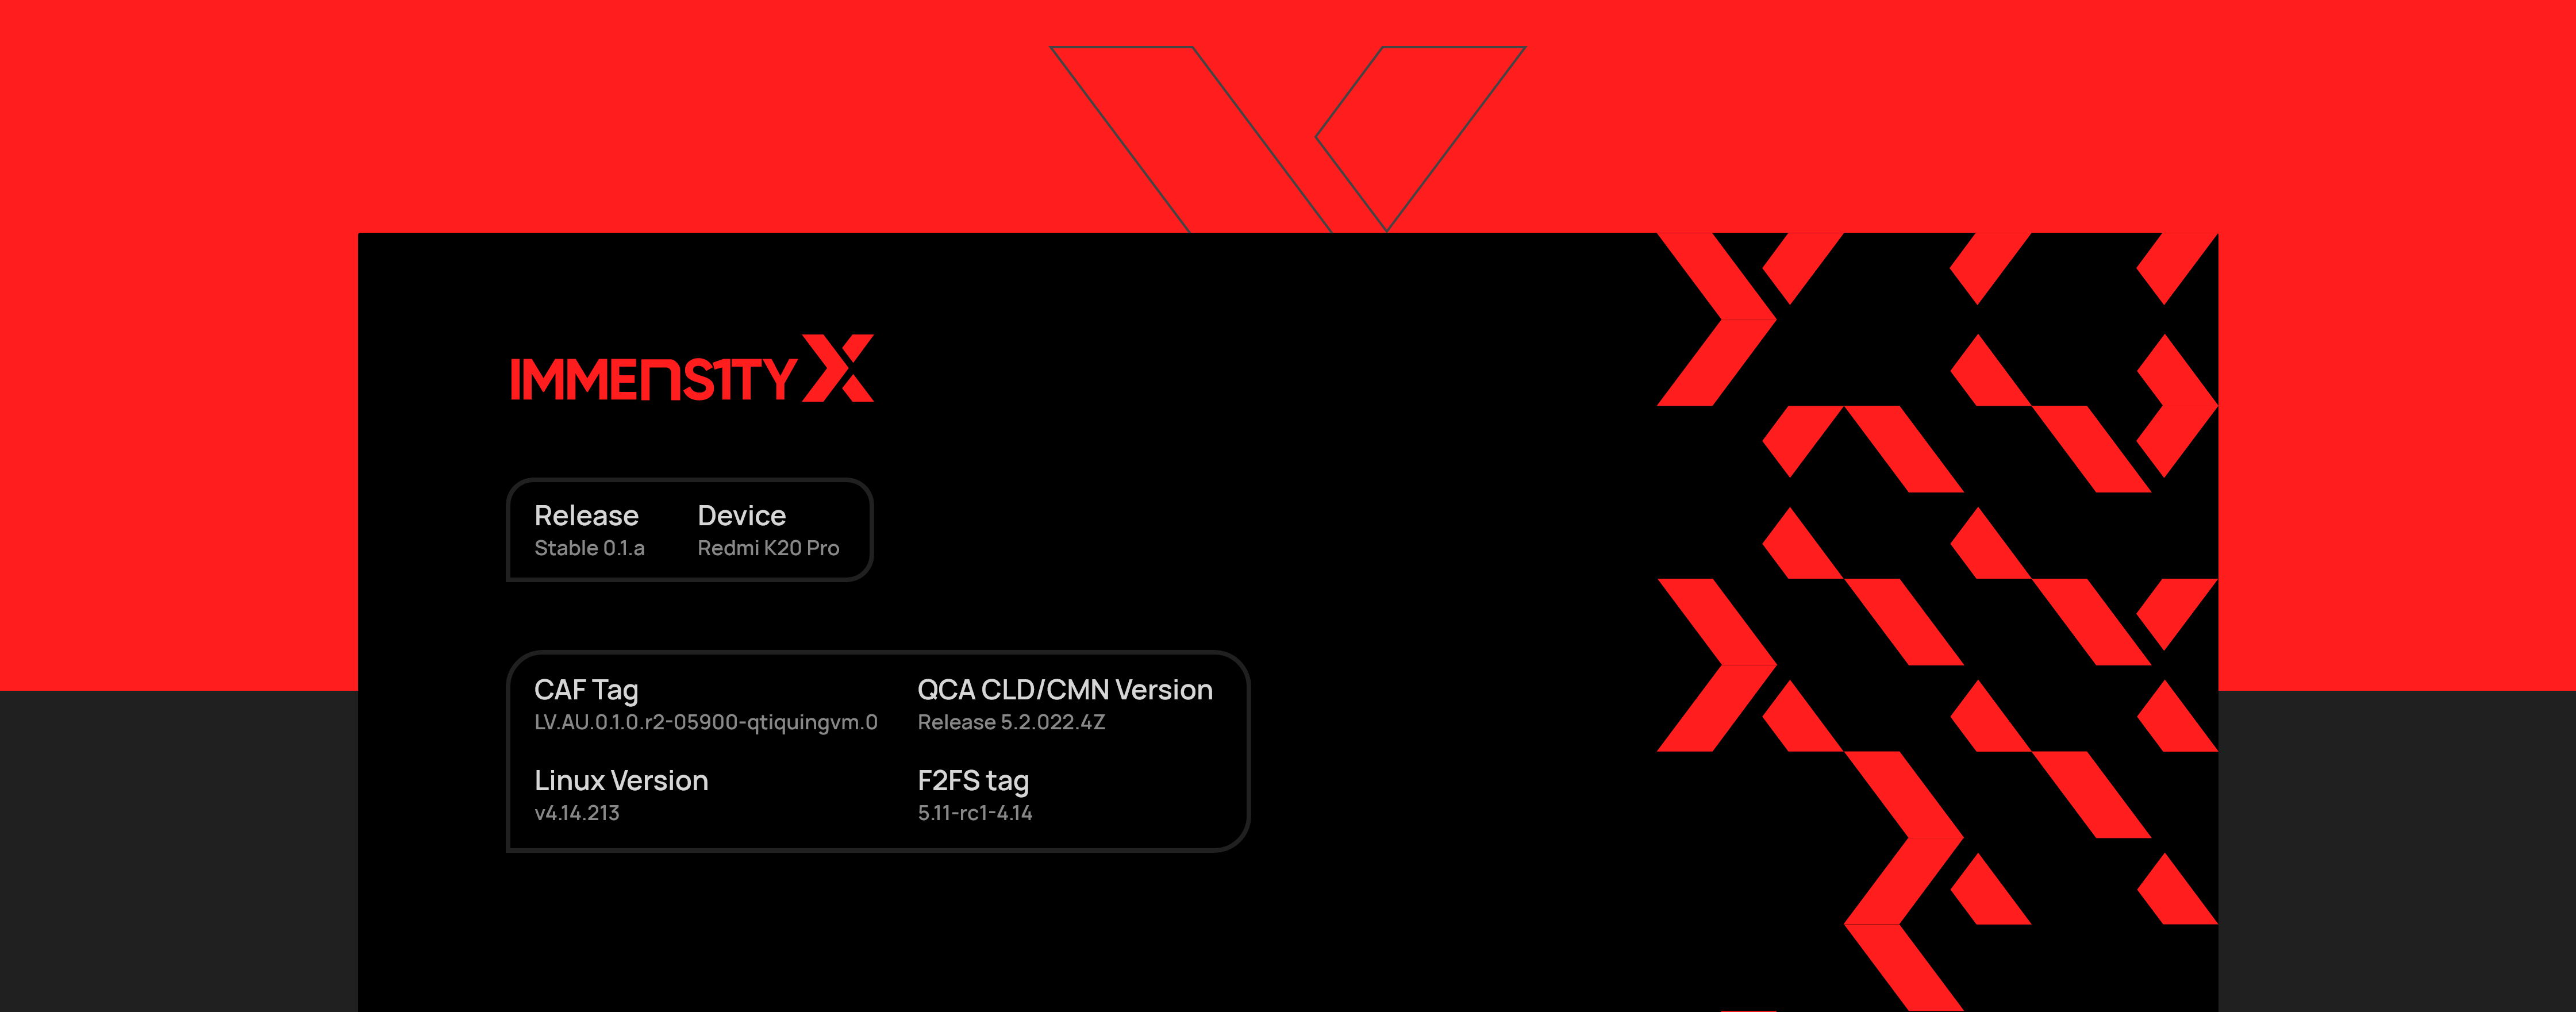 IMMENSITY X
Release
Stable 0.1.a
Device
Redmi K20 Pro
CAF Tag
LV.AU.0.1.0.r2-05900-qtiquingvm.0
QCA CLD/CMN Version
Release 5.2.022.4Z
Linux Version
v4.14.213
F2FS tag
5.11-rc1-4.14